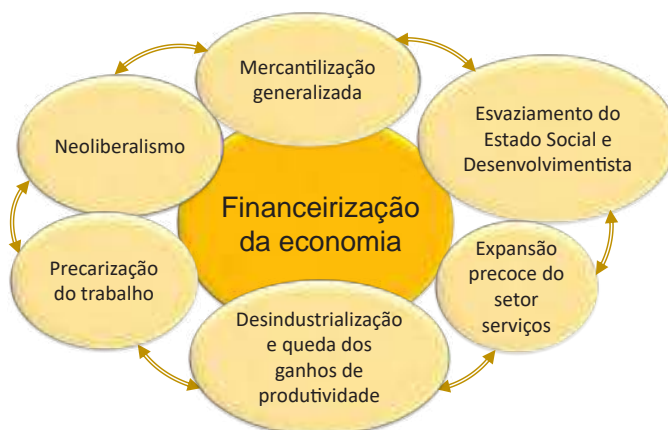 Mercantilização
generalizada
Esvaziamento do
Estado Social e
Desenvolvimentista
Neoliberalismo
Financeirização
da economia
Expansão
precoce do
setor
serviços
Precarização
do trabalho
Desindustrialização
e queda dos
ganhos de
produtividade